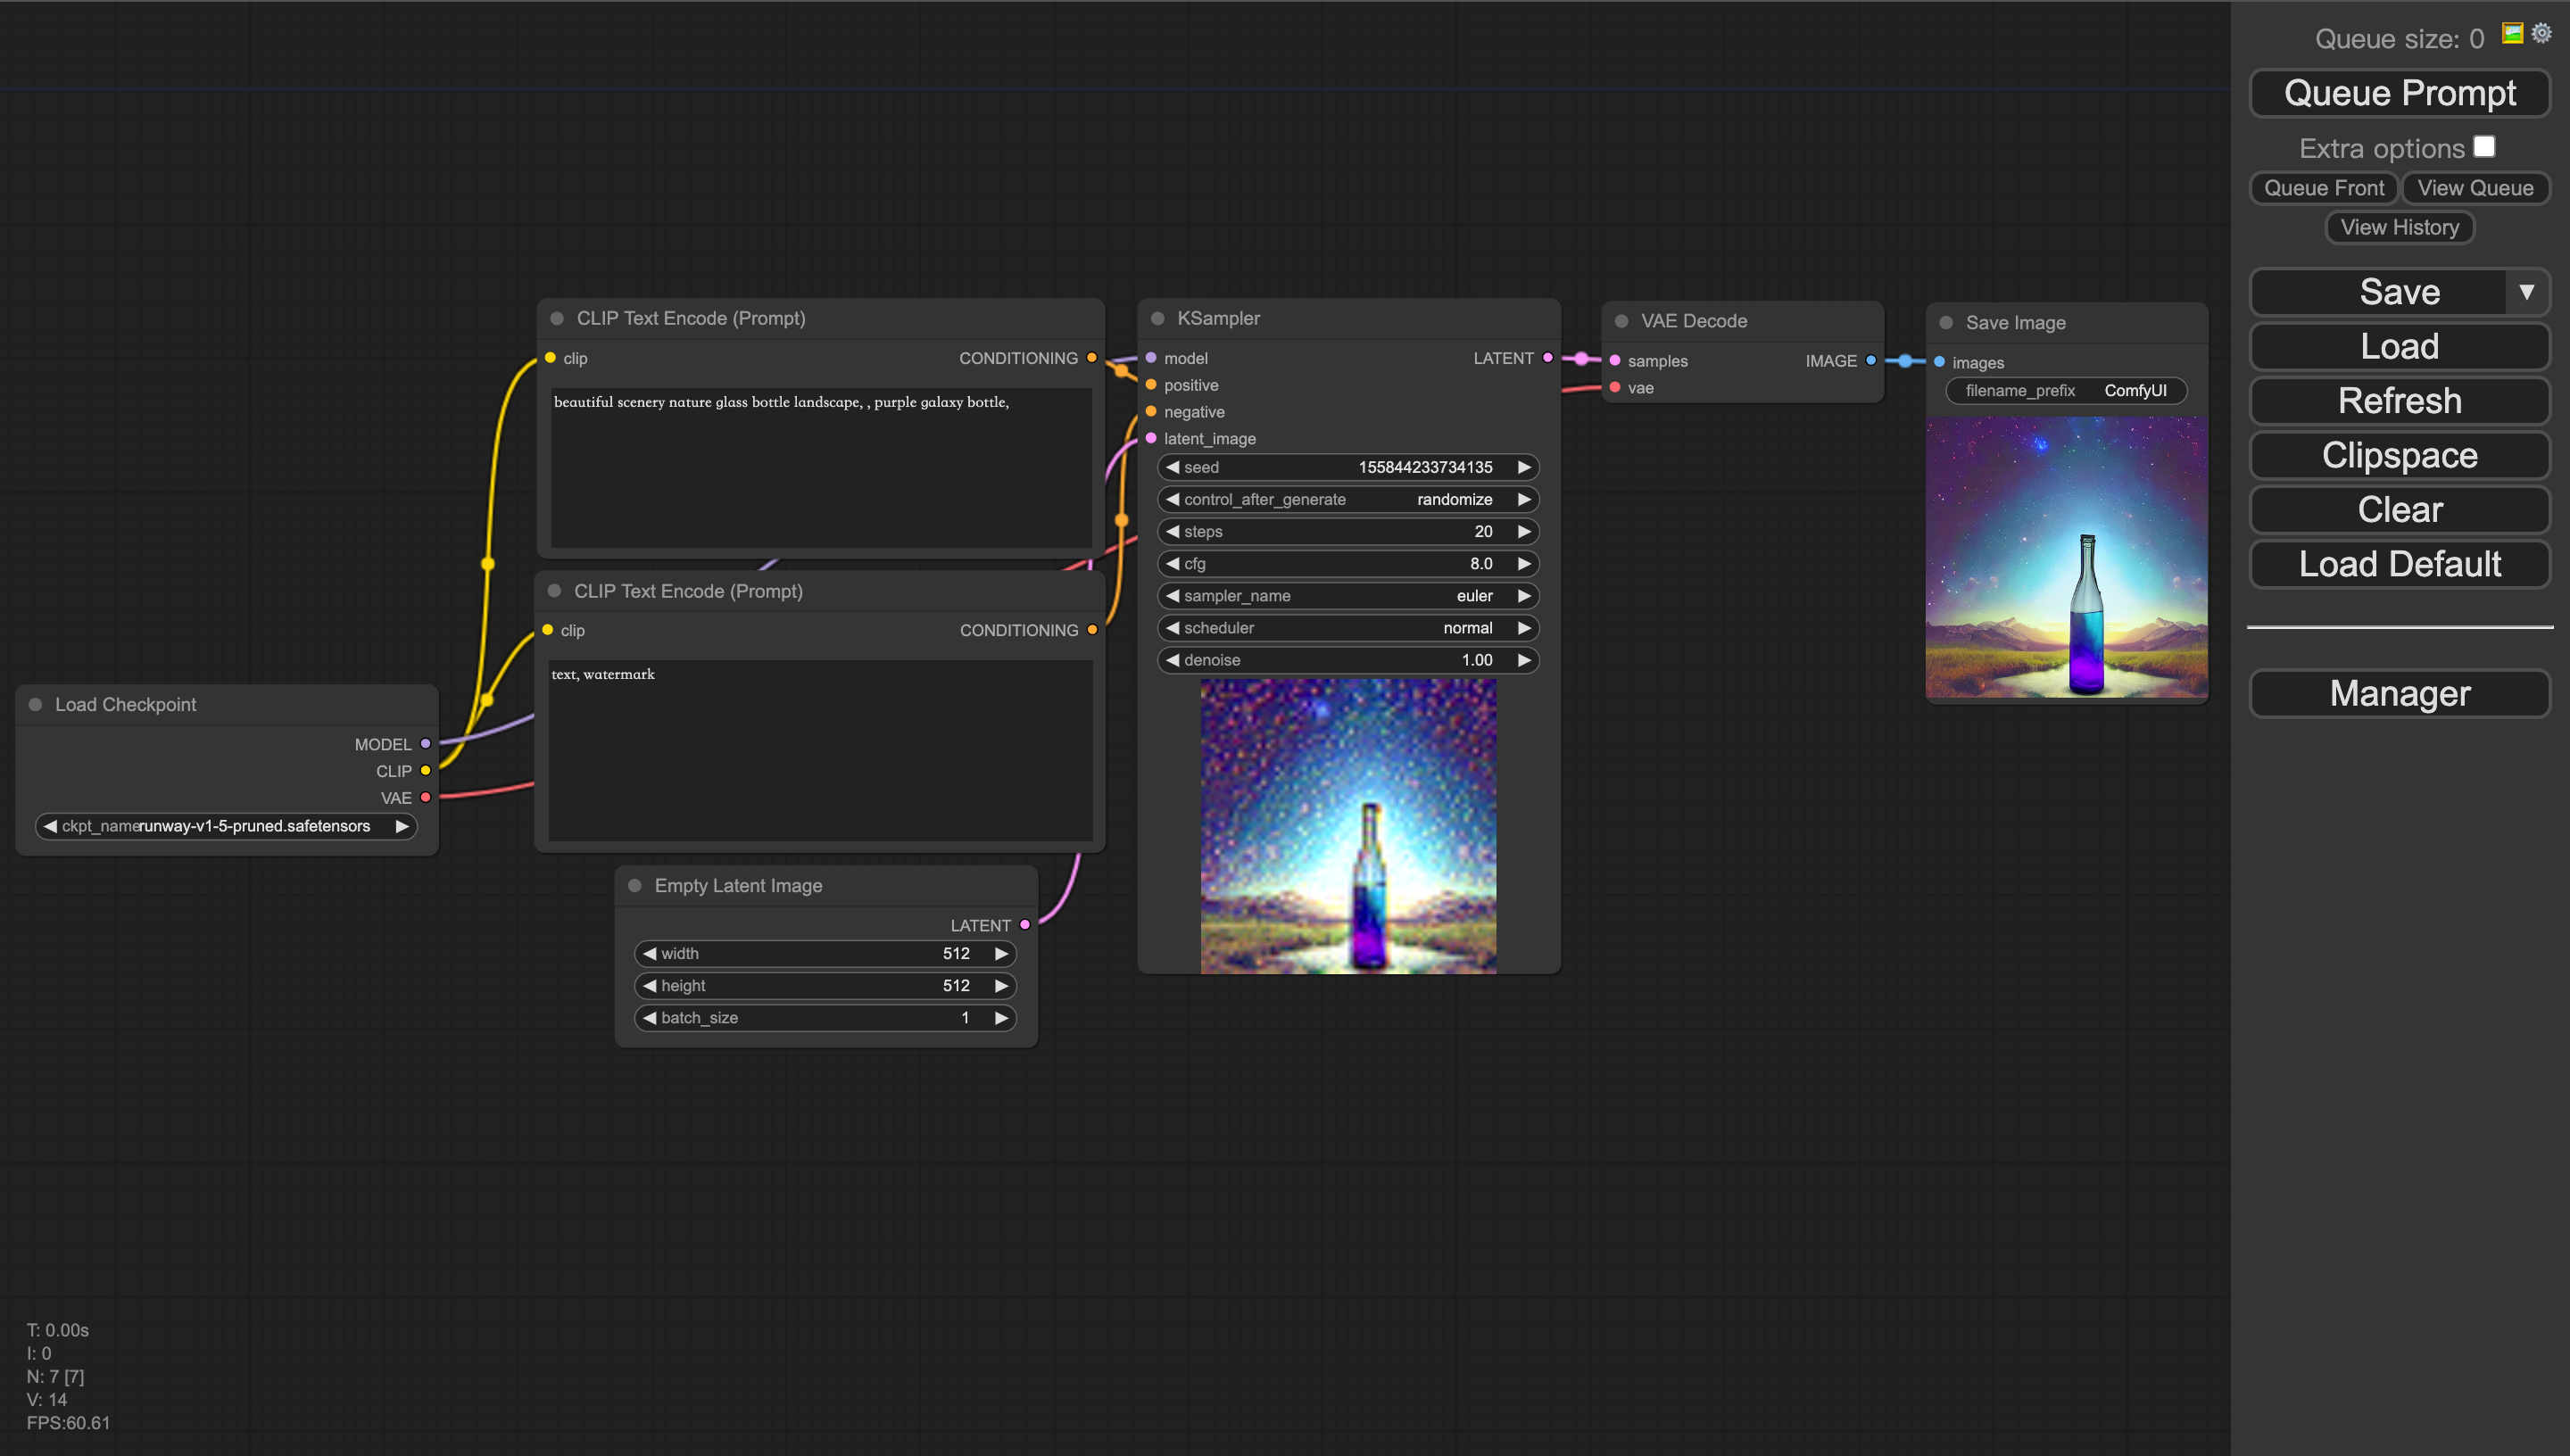 Queue size: 0
Queue Prompt
Extra options
Queue Front View Queue
View History
Save ▼
Load
Refresh
Clipspace
Clear
Load Default
Manager
Load Checkpoint
MODEL
CLIP
VAE
ckpt_name runway-v1-5-pruned.safetensors
CLIP Text Encode (Prompt)
clip CONDITIONING
beautiful scenery nature glass bottle landscape, , purple galaxy bottle,
CLIP Text Encode (Prompt)
clip CONDITIONING
text, watermark
Empty Latent Image
LATENT
width 512
height 512
batch_size 1
KSampler
model LATENT
positive
negative
latent_image
seed 155844233734135
control_after_generate randomize
steps 20
cfg 8.0
sampler_name euler
scheduler normal
denoise 1.00
VAE Decode
samples IMAGE
vae
Save Image
images
filename_prefix ComfyUI
T: 0.00s
I: 0
N: 7 [7]
V: 14
FPS:60.61